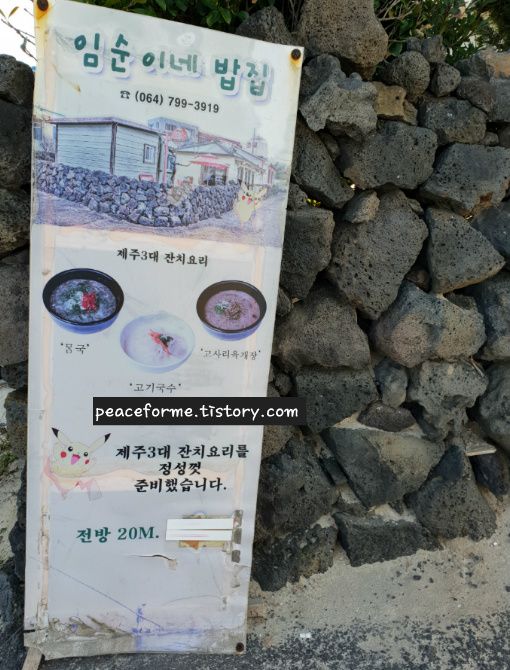 임순이네 밥집
☎ (064) 799-3919
제주3대 잔치요리
"몸국"
"고기국수"
"고사리육개장"
peaceforme.tistory.com
제주3대 잔치요리를
정성껏
준비했습니다.
전방 20M.